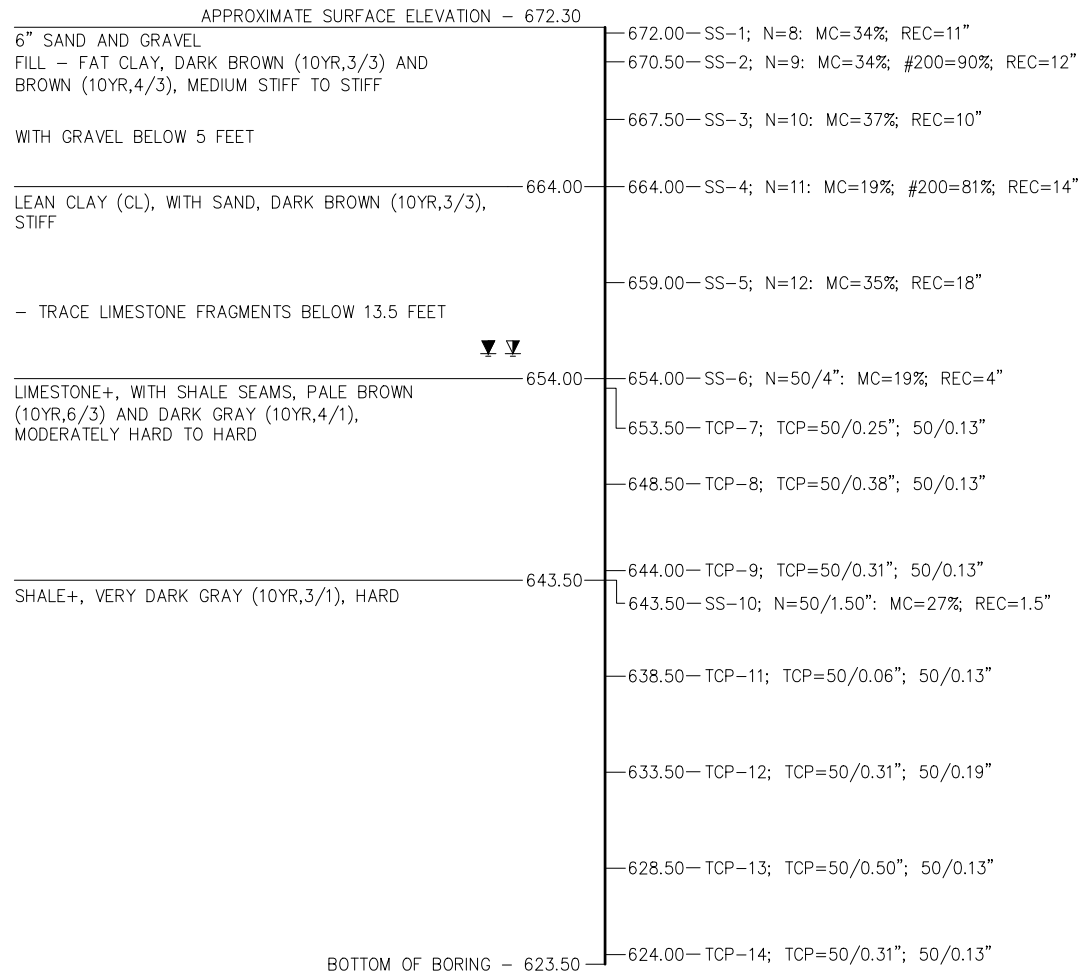 APPROXIMATE SURFACE ELEVATION – 672.30
6" SAND AND GRAVEL
FILL – FAT CLAY, DARK BROWN (10YR,3/3) AND
BROWN (10YR,4/3), MEDIUM STIFF TO STIFF
WITH GRAVEL BELOW 5 FEET
664.00
LEAN CLAY (CL), WITH SAND, DARK BROWN (10YR,3/3),
STIFF
– TRACE LIMESTONE FRAGMENTS BELOW 13.5 FEET
654.00
LIMESTONE+, WITH SHALE SEAMS, PALE BROWN
(10YR,6/3) AND DARK GRAY (10YR,4/1),
MODERATELY HARD TO HARD
643.50
SHALE+, VERY DARK GRAY (10YR,3/1), HARD
BOTTOM OF BORING – 623.50
672.00–SS–1; N=8: MC=34%; REC=11"
670.50–SS–2; N=9: MC=34%; #200=90%; REC=12"
667.50–SS–3; N=10: MC=37%; REC=10"
664.00–SS–4; N=11: MC=19%; #200=81%; REC=14"
659.00–SS–5; N=12: MC=35%; REC=18"
654.00–SS–6; N=50/4": MC=19%; REC=4"
653.50–TCP–7; TCP=50/0.25"; 50/0.13"
648.50–TCP–8; TCP=50/0.38"; 50/0.13"
644.00–TCP–9; TCP=50/0.31"; 50/0.13"
643.50–SS–10; N=50/1.50": MC=27%; REC=1.5"
638.50–TCP–11; TCP=50/0.06"; 50/0.13"
633.50–TCP–12; TCP=50/0.31"; 50/0.19"
628.50–TCP–13; TCP=50/0.50"; 50/0.13"
624.00–TCP–14; TCP=50/0.31"; 50/0.13"